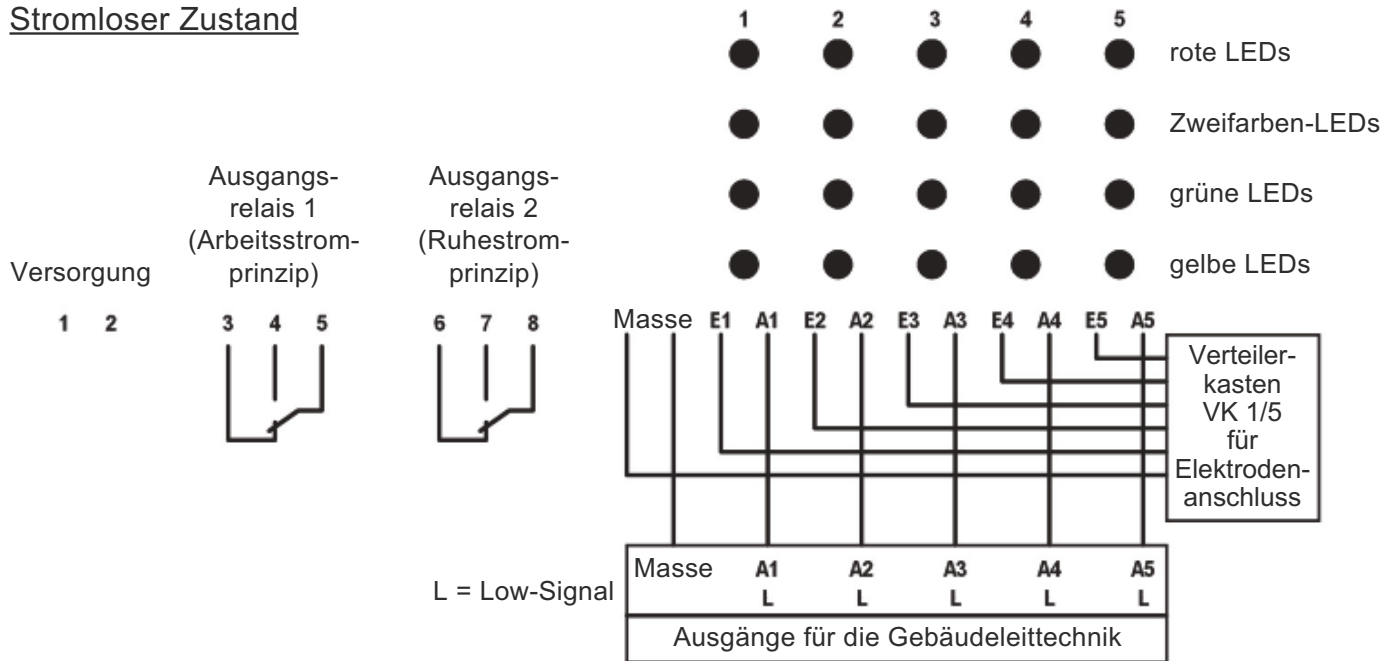 Stromloser Zustand
1 2 3 4 5
rote LEDs
Zweifarben-LEDs
grüne LEDs
gelbe LEDs
Versorgung
1 2
Ausgangs-
relais 1
(Arbeitsstrom-
prinzip)
3 4 5
Ausgangs-
relais 2
(Ruhestrom-
prinzip)
6 7 8
Masse E1 A1 E2 A2 E3 A3 E4 A4 E5 A5
Verteiler-
kasten
VK 1/5
für
Elektroden-
anschluss
L = Low-Signal
Masse A1 A2 A3 A4 A5
L L L L L
Ausgänge für die Gebäudeleittechnik